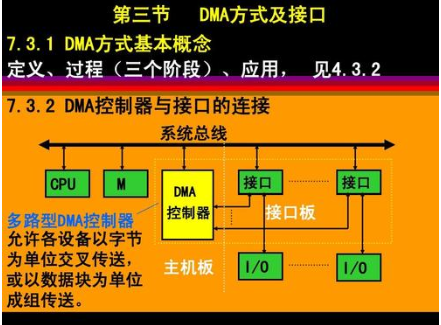 第三节 DMA方式及接口
7.3.1 DMA方式基本概念
定义、过程（三个阶段）、应用， 见4.3.2
7.3.2 DMA控制器与接口的连接
系统总线
CPU
M
DMA
控制器
接口
接口
接口板
多路型DMA控制器
允许各设备以字节
为单位交叉传送，
或以数据块为单位
成组传送。
主机板
I/O
I/O